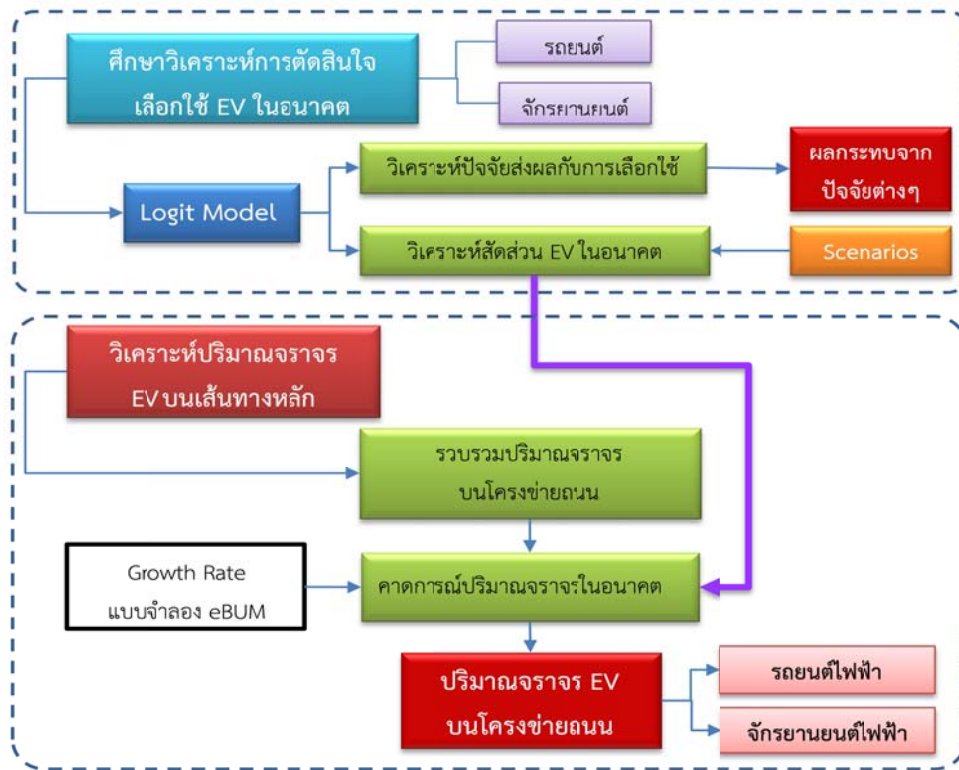 ศึกษาวิเคราะห์การตัดสินใจ
เลือกใช้ EV ในอนาคต
รถยนต์
จักรยานยนต์
Logit Model
วิเคราะห์ปัจจัยส่งผลกับการเลือกใช้
ผลกระทบจาก
ปัจจัยต่างๆ
วิเคราะห์สัดส่วน EV ในอนาคต
Scenarios
วิเคราะห์ปริมาณจราจร
EV บนเส้นทางหลัก
รวบรวมปริมาณจราจร
บนโครงข่ายถนน
Growth Rate
แบบจำลอง eBUM
คาดการณ์ปริมาณจราจรในอนาคต
ปริมาณจราจร EV
บนโครงข่ายถนน
รถยนต์ไฟฟ้า
จักรยานยนต์ไฟฟ้า